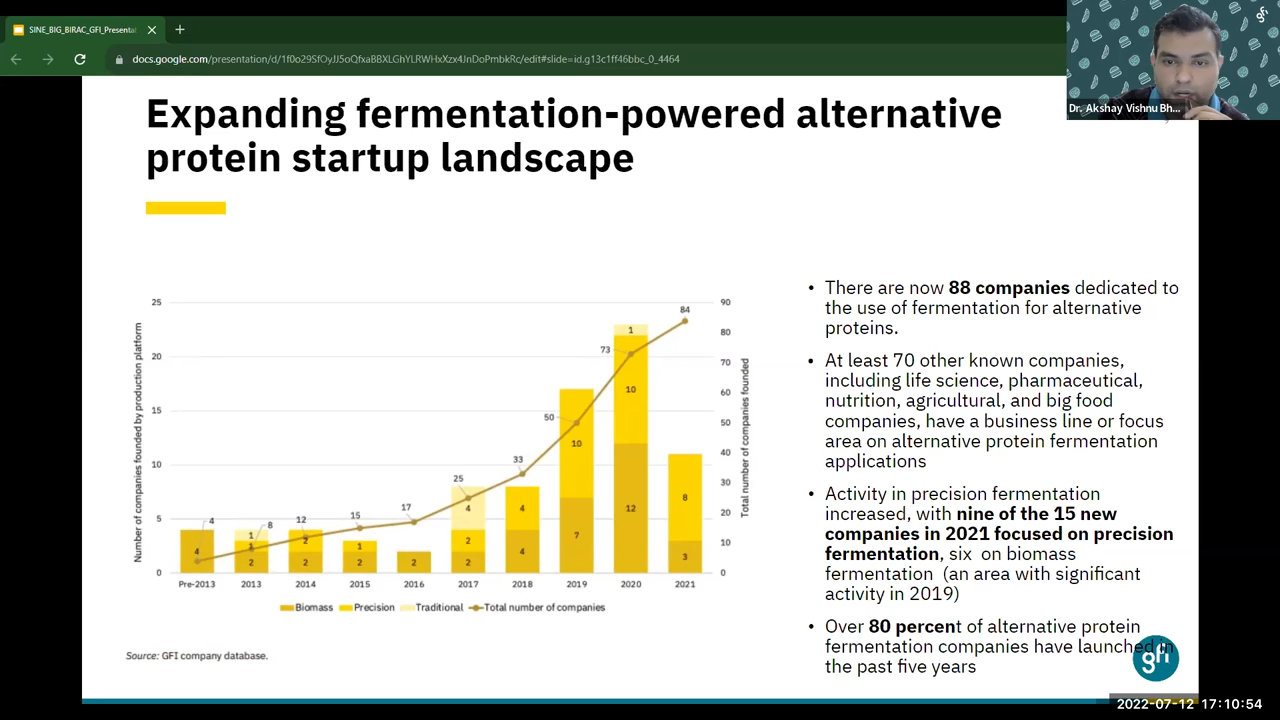 SINE_BIG_BIRAC_GFI_Presentat
docs.google.com/presentation/d/1f0o29SfOyJJ5oQfxaBBXLGhYLRWHxXzx4JnDoPmbkRc/edit#slide=id.g13c1ff46bbc_0_4464
gfi
Dr. Akshay Vishnu Bh...
Expanding fermentation-powered alternative
protein startup landscape
Number of companies founded by production platform
25
20
15
10
5
0
4
4
1
1
2
8
12
2
2
15
1
2
17
2
25
4
2
2
33
4
4
50
10
7
73
1
10
12
84
8
3
90
80
70
60
50
40
30
20
10
0
Total number of companies founded
Pre-2013 2013 2014 2015 2016 2017 2018 2019 2020 2021
Biomass Precision Traditional Total number of companies
Source: GFI company database.
• There are now 88 companies dedicated to
the use of fermentation for alternative
proteins.
• At least 70 other known companies,
including life science, pharmaceutical,
nutrition, agricultural, and big food
companies, have a business line or focus
area on alternative protein fermentation
applications
• Activity in precision fermentation
increased, with nine of the 15 new
companies in 2021 focused on precision
fermentation, six on biomass
fermentation (an area with significant
activity in 2019)
• Over 80 percent of alternative protein
fermentation companies have launched in
the past five years
gfi
2022-07-12 17:10:54